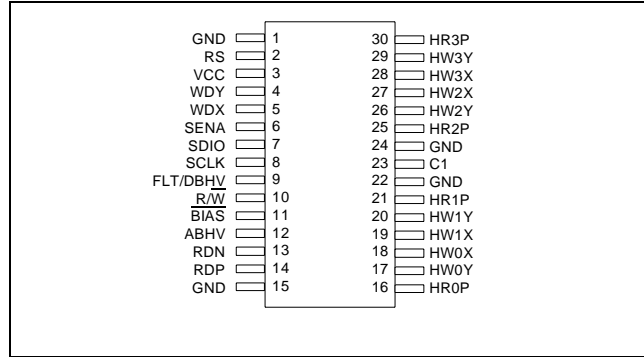 GND 1 30 HR3P
RS 2 29 HW3Y
VCC 3 28 HW3X
WDY 4 27 HW2X
WDX 5 26 HW2Y
SENA 6 25 HR2P
SDIO 7 24 GND
SCLK 8 23 C1
FLT/DBHV 9 22 GND
R/W̅ 10 21 HR1P
B̅I̅A̅S̅ 11 20 HW1Y
ABHV 12 19 HW1X
RDN 13 18 HW0X
RDP 14 17 HW0Y
GND 15 16 HR0P